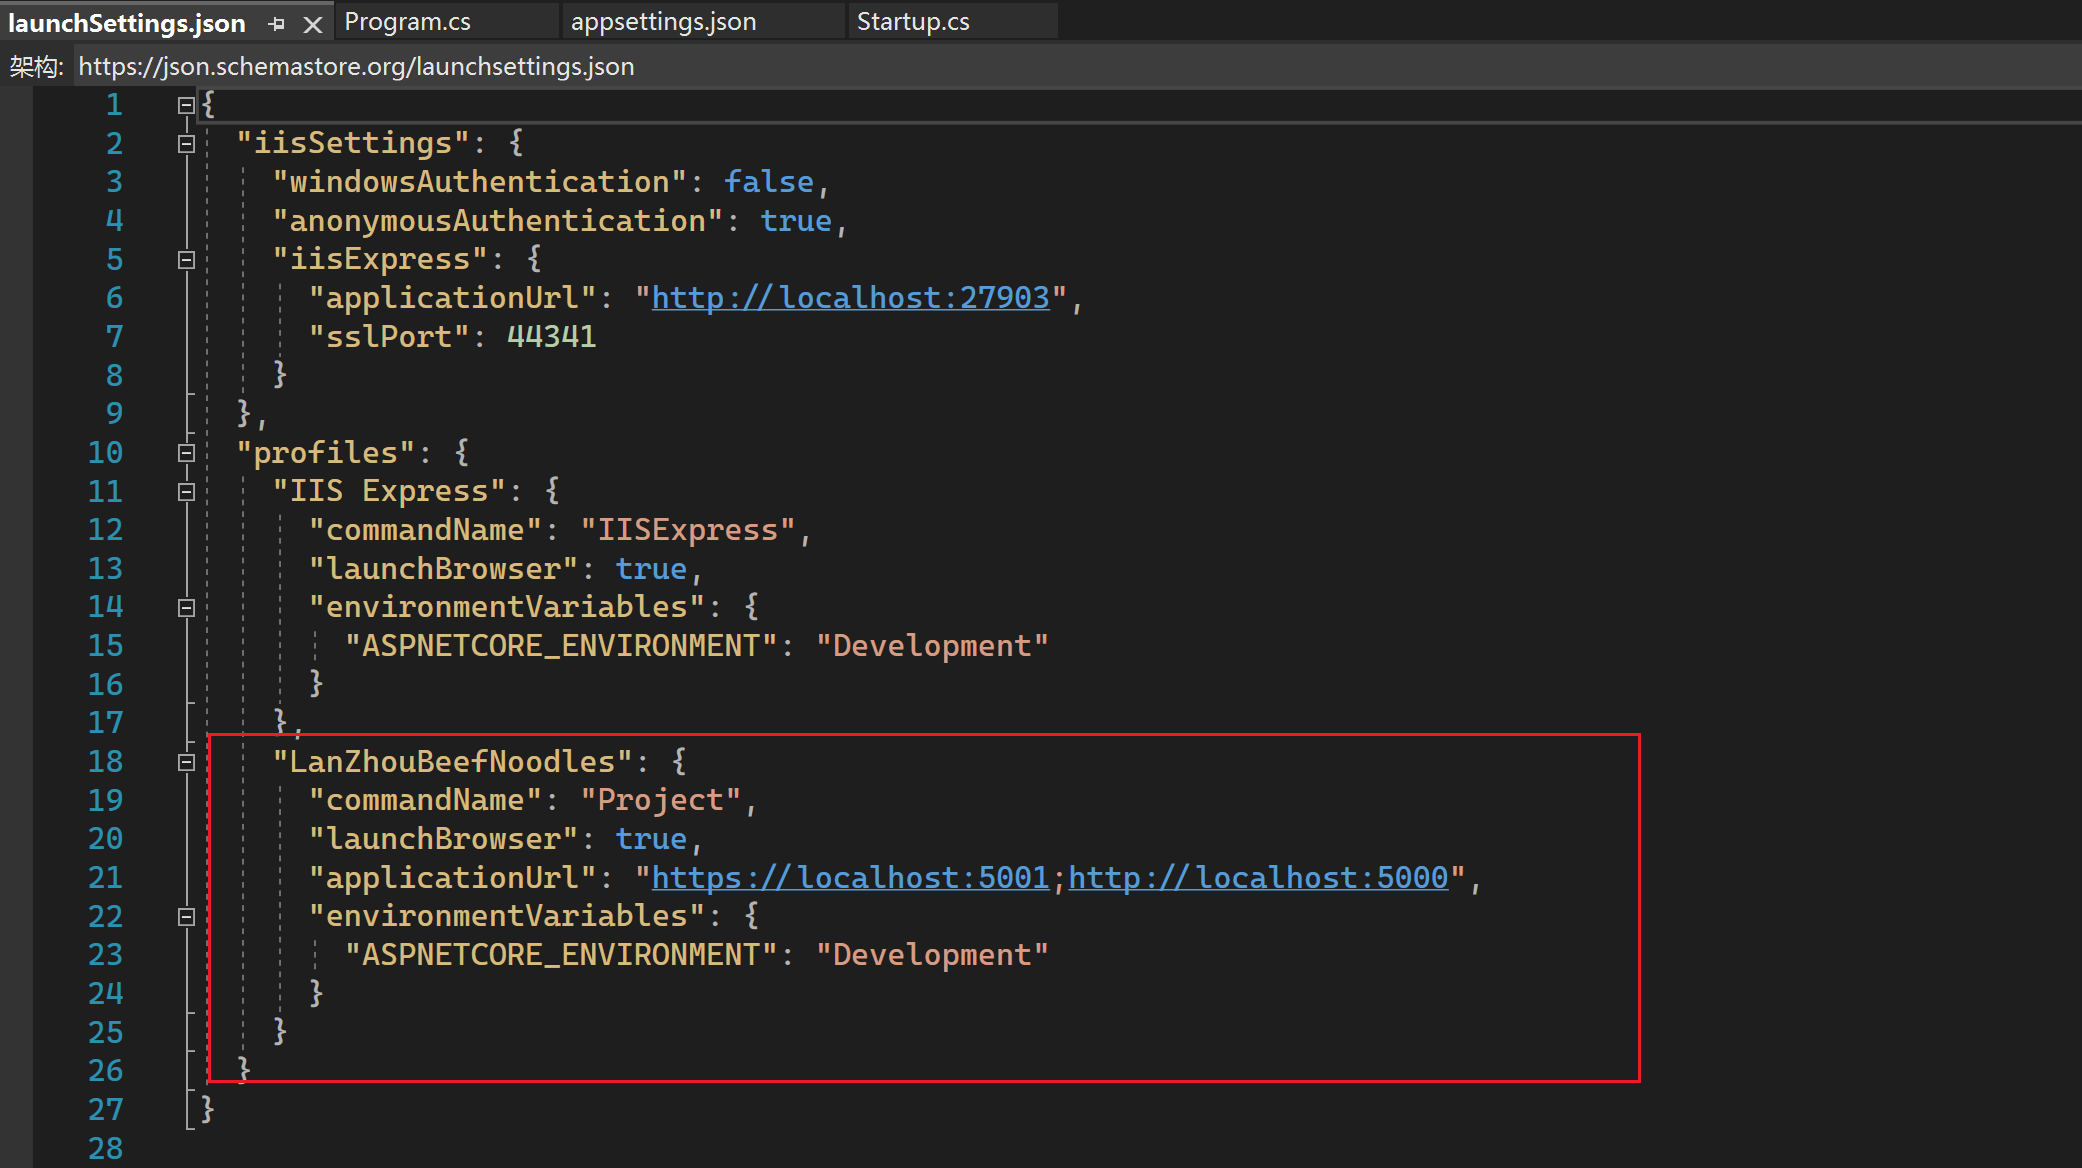 launchSettings.json Program.cs appsettings.json Startup.cs
架构: https://json.schemastore.org/launchsettings.json
1 {
2 "iisSettings": {
3 "windowsAuthentication": false,
4 "anonymousAuthentication": true,
5 "iisExpress": {
6 "applicationUrl": "http://localhost:27903",
7 "sslPort": 44341
8 }
9 },
10 "profiles": {
11 "IIS Express": {
12 "commandName": "IISExpress",
13 "launchBrowser": true,
14 "environmentVariables": {
15 "ASPNETCORE_ENVIRONMENT": "Development"
16 }
17 },
18 "LanZhouBeefNoodles": {
19 "commandName": "Project",
20 "launchBrowser": true,
21 "applicationUrl": "https://localhost:5001;http://localhost:5000",
22 "environmentVariables": {
23 "ASPNETCORE_ENVIRONMENT": "Development"
24 }
25 }
26 }
27 }
28